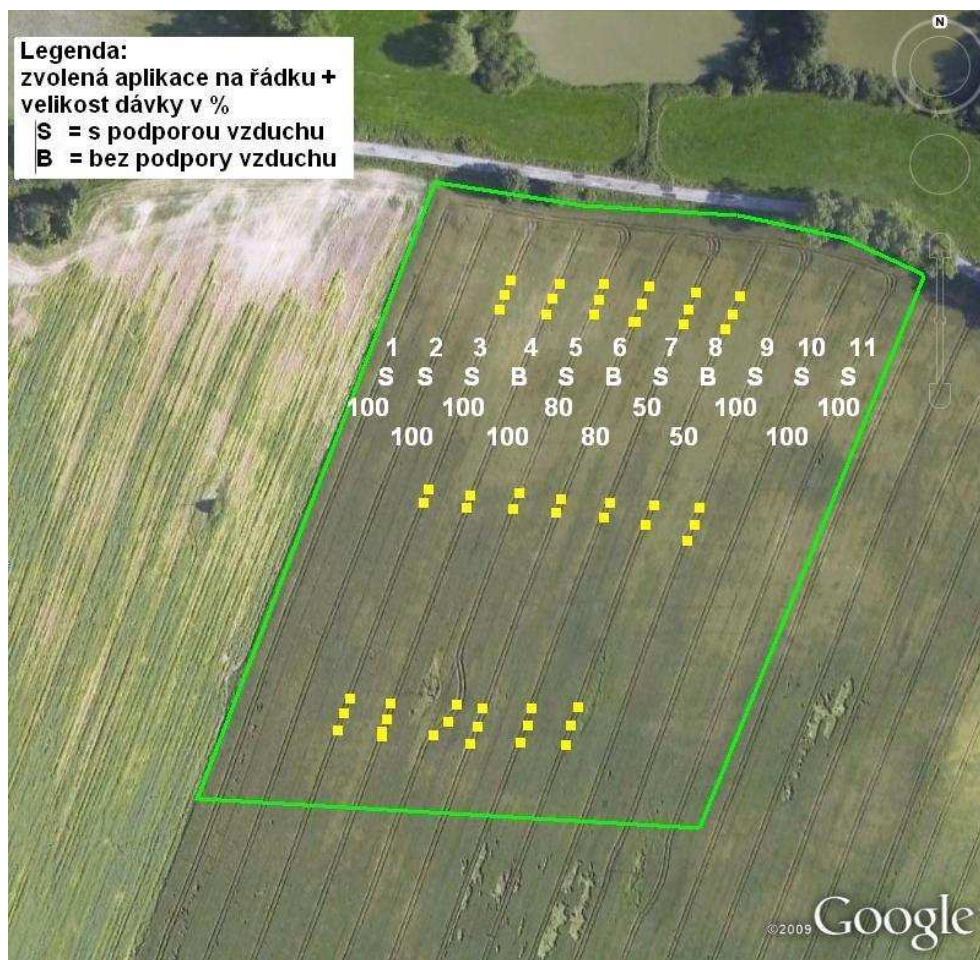 Legenda:
zvolená aplikace na řádku +
velikost dávky v %
S = s podporou vzduchu
B = bez podpory vzduchu
N
1 2 3 4 5 6 7 8 9 10 11
S S S B S B S B S S S
100 100 80 50 100 100
100 100 80 50 100
©2009 Google